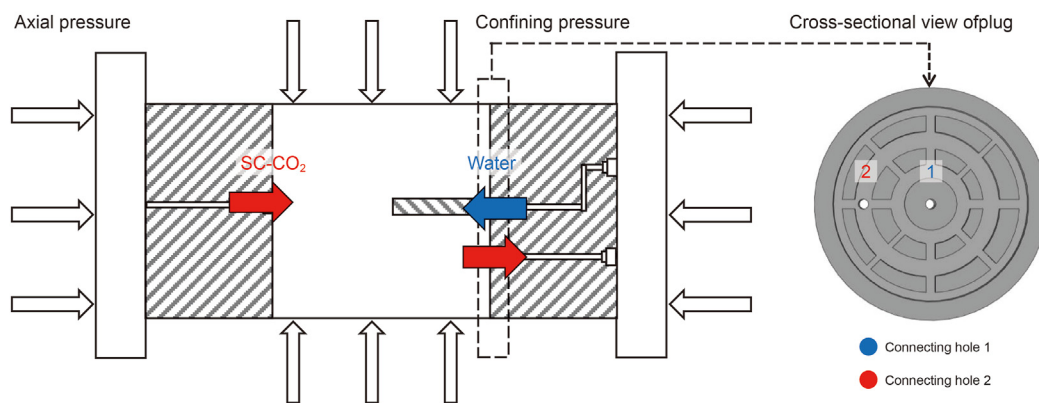 Axial pressure
Confining pressure
Cross-sectional view ofplug
SC-CO₂
Water
2
1
Connecting hole 1
Connecting hole 2